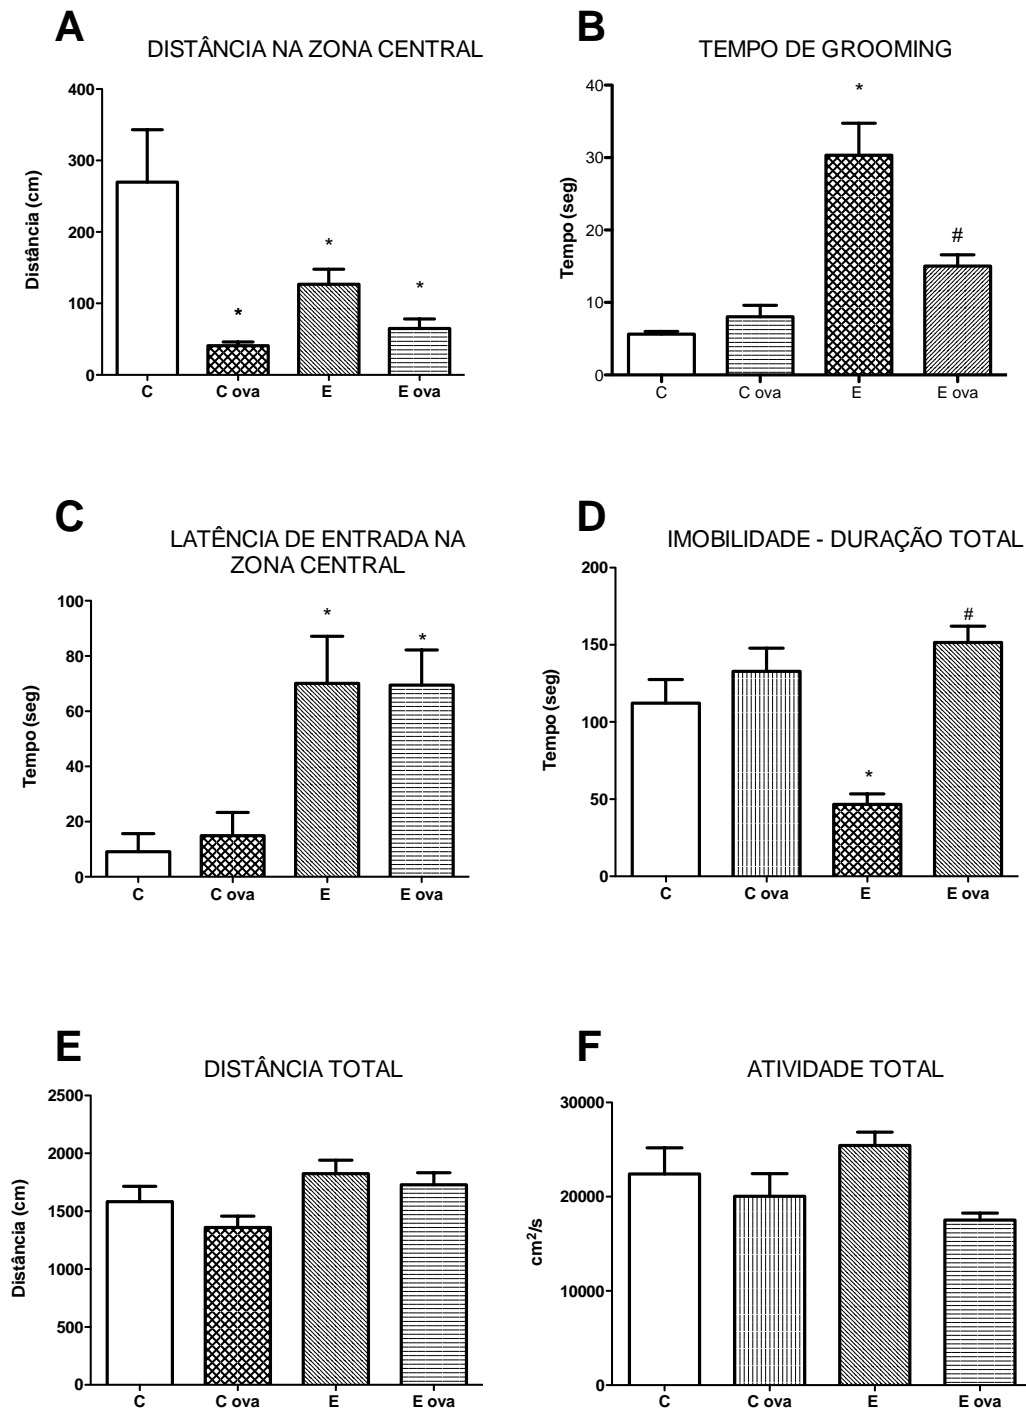 A
DISTÂNCIA NA ZONA CENTRAL
400
300
200
100
0
Distância (cm)
*
*
*
C
C ova
E
E ova
B
TEMPO DE GROOMING
40
30
20
10
0
Tempo (seg)
*
#
C
C ova
E
E ova
C
LATÊNCIA DE ENTRADA NA
ZONA CENTRAL
100
80
60
40
20
0
Tempo (seg)
*
*
C
C ova
E
E ova
D
IMOBILIDADE - DURAÇÃO TOTAL
200
150
100
50
0
Tempo (seg)
*
#
C
C ova
E
E ova
E
DISTÂNCIA TOTAL
2500
2000
1500
1000
500
0
Distância (cm)
C
C ova
E
E ova
F
ATIVIDADE TOTAL
30000
20000
10000
0
cm²/s
C
C ova
E
E ova